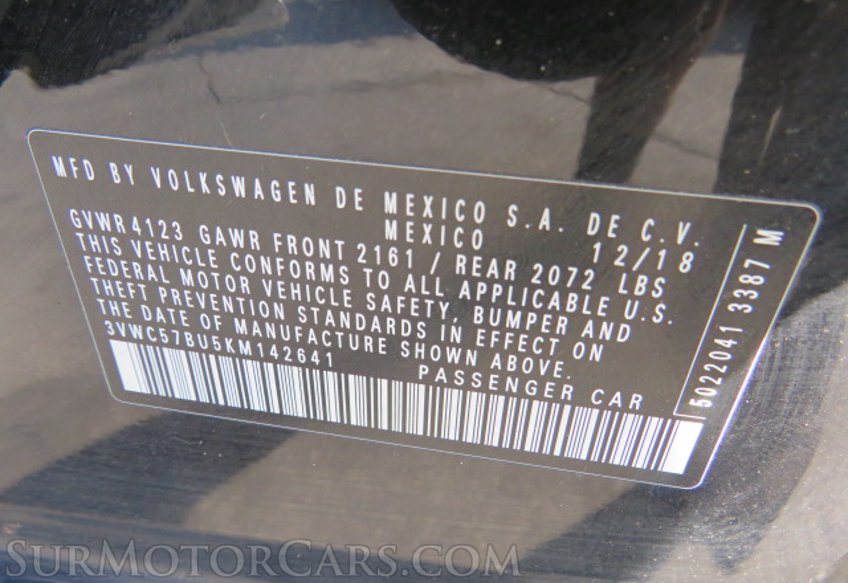 MFD BY VOLKSWAGEN DE MEXICO S.A. DE C.V.
MEXICO 12/18
GVWR 4123 GAWR FRONT 2161 / REAR 2072 LBS
THIS VEHICLE CONFORMS TO ALL APPLICABLE U.S.
FEDERAL MOTOR VEHICLE SAFETY, BUMPER AND
THEFT PREVENTION STANDARDS IN EFFECT ON
THE DATE OF MANUFACTURE SHOWN ABOVE.
3VWC57BU5KM142641 PASSENGER CAR
5022041 3387 M
SURMOTORCARS.COM